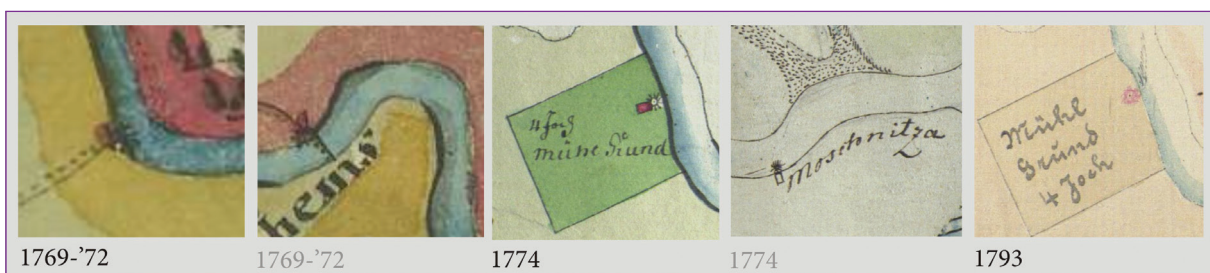 hems
4 Joch
Mühl Grund
Moschnitza
Mühl
Grund
4 Joch
1769-’72
1769-’72
1774
1774
1793